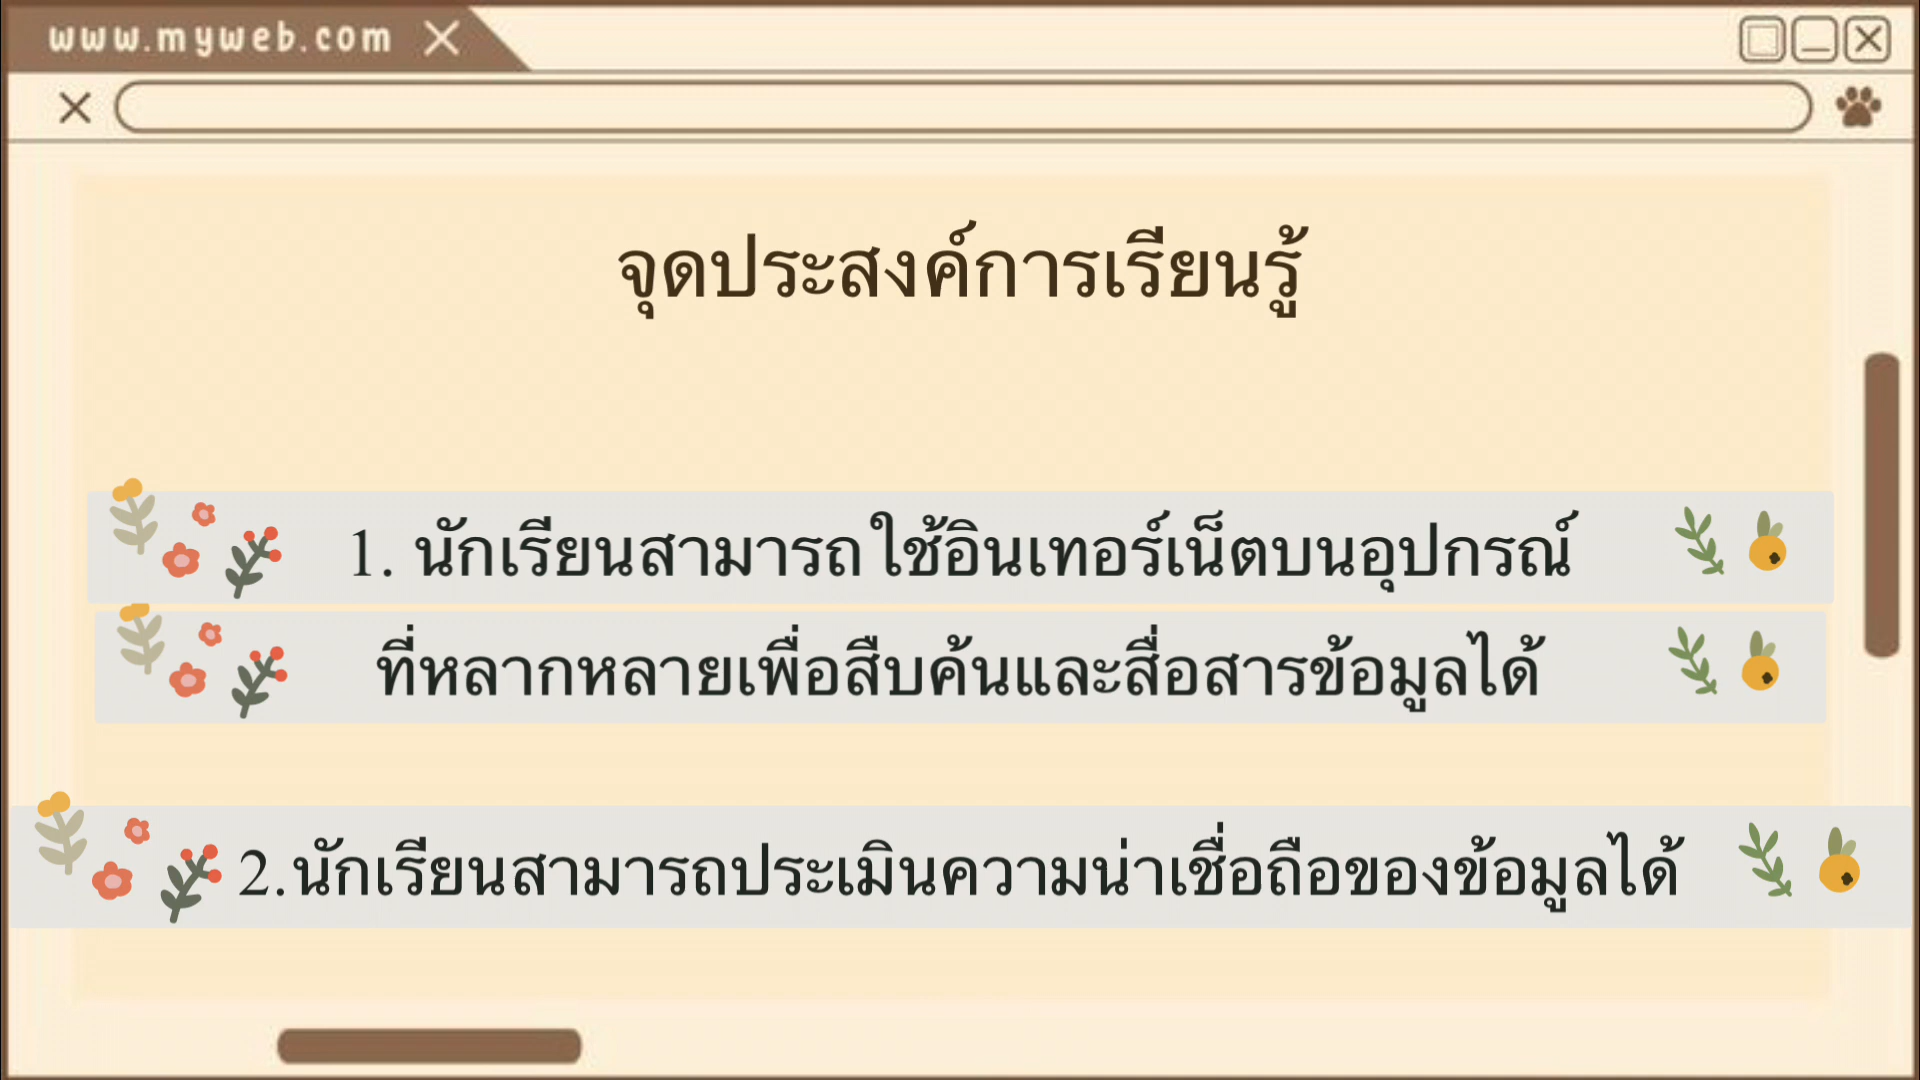 www.myweb.com
จุดประสงค์การเรียนรู้
1. นักเรียนสามารถใช้อินเทอร์เน็ตบนอุปกรณ์
ที่หลากหลายเพื่อสืบค้นและสื่อสารข้อมูลได้
2.นักเรียนสามารถประเมินความน่าเชื่อถือของข้อมูลได้